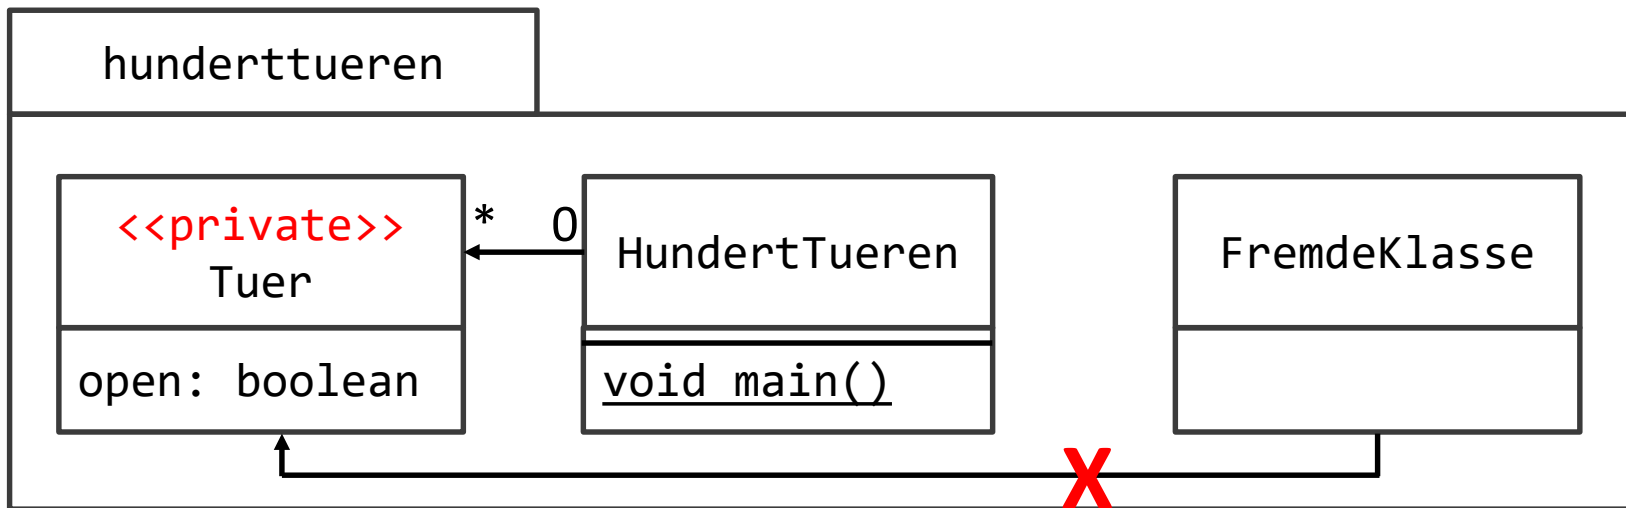 hunderttueren
<<private>>
Tuer
open: boolean
* 0
HundertTueren
void main()
FremdeKlasse
X